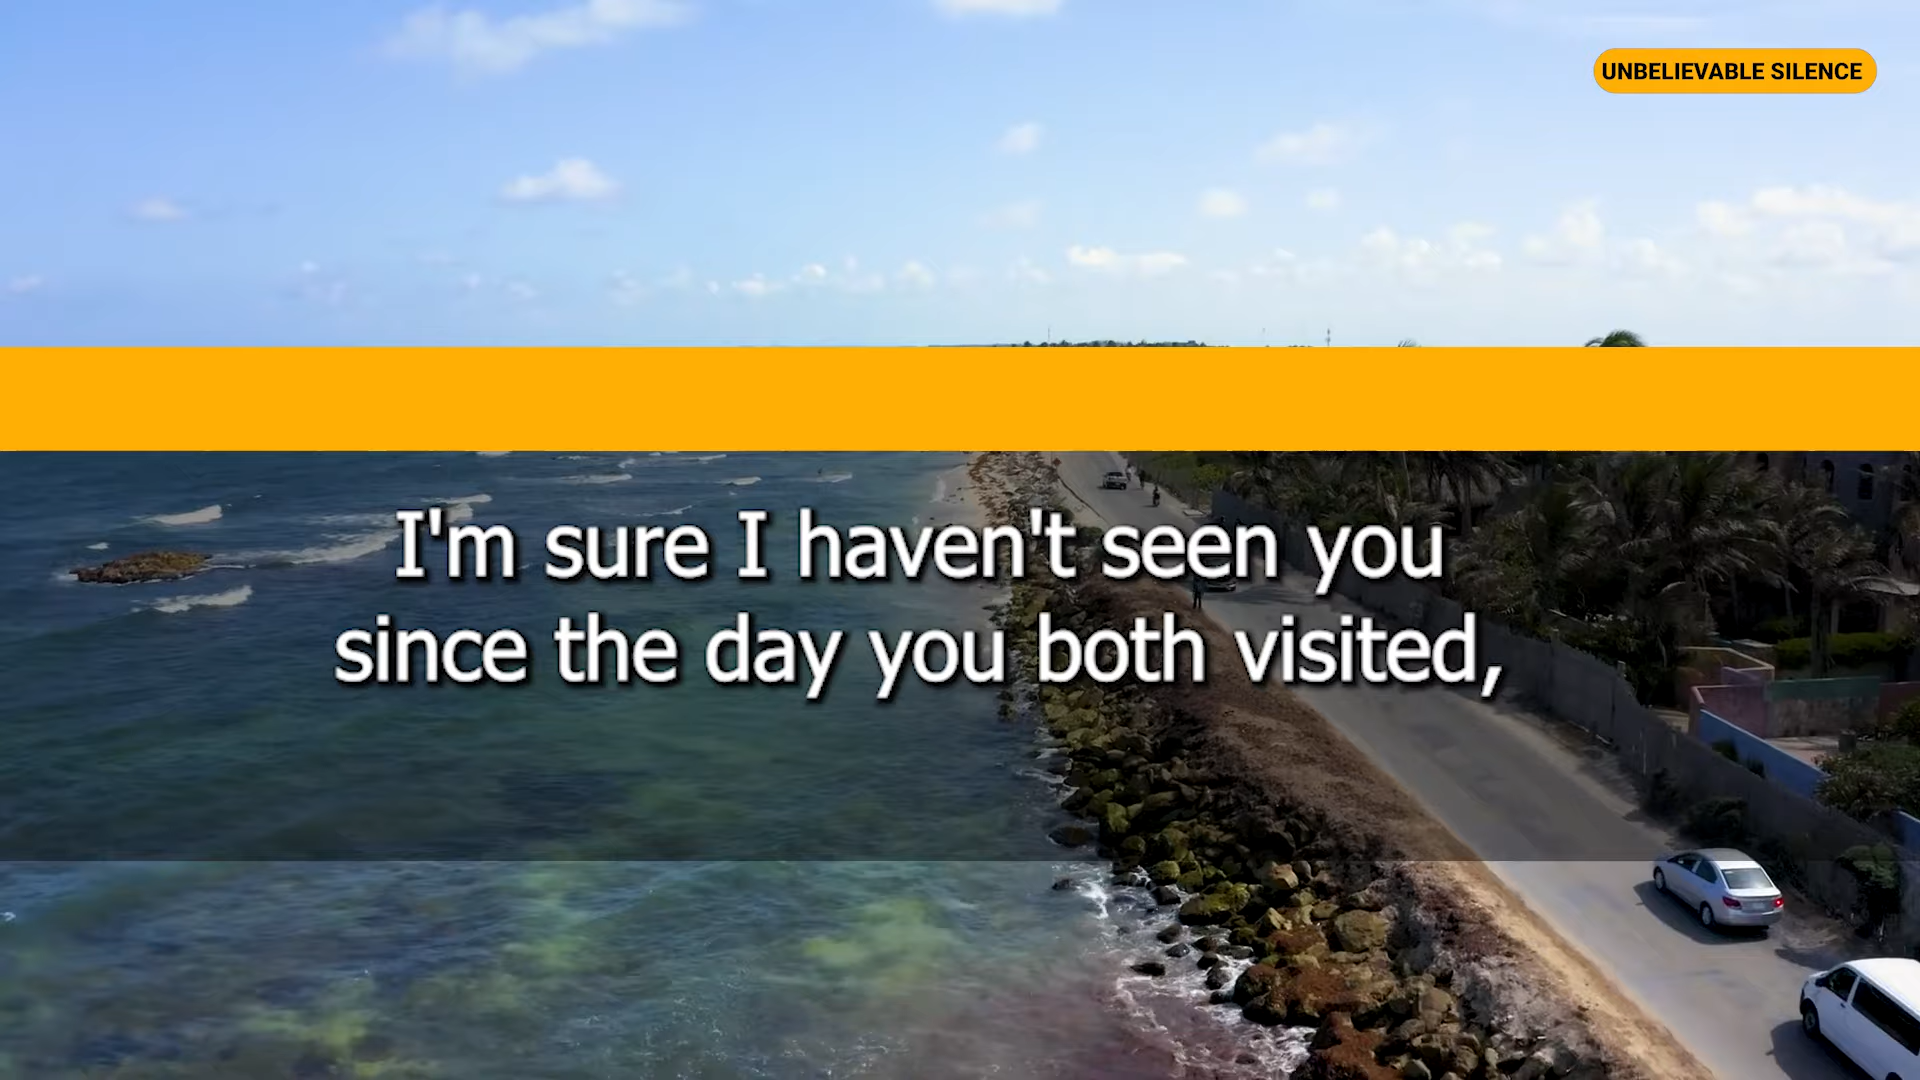 UNBELIEVABLE SILENCE
I'm sure I haven't seen you
since the day you both visited,